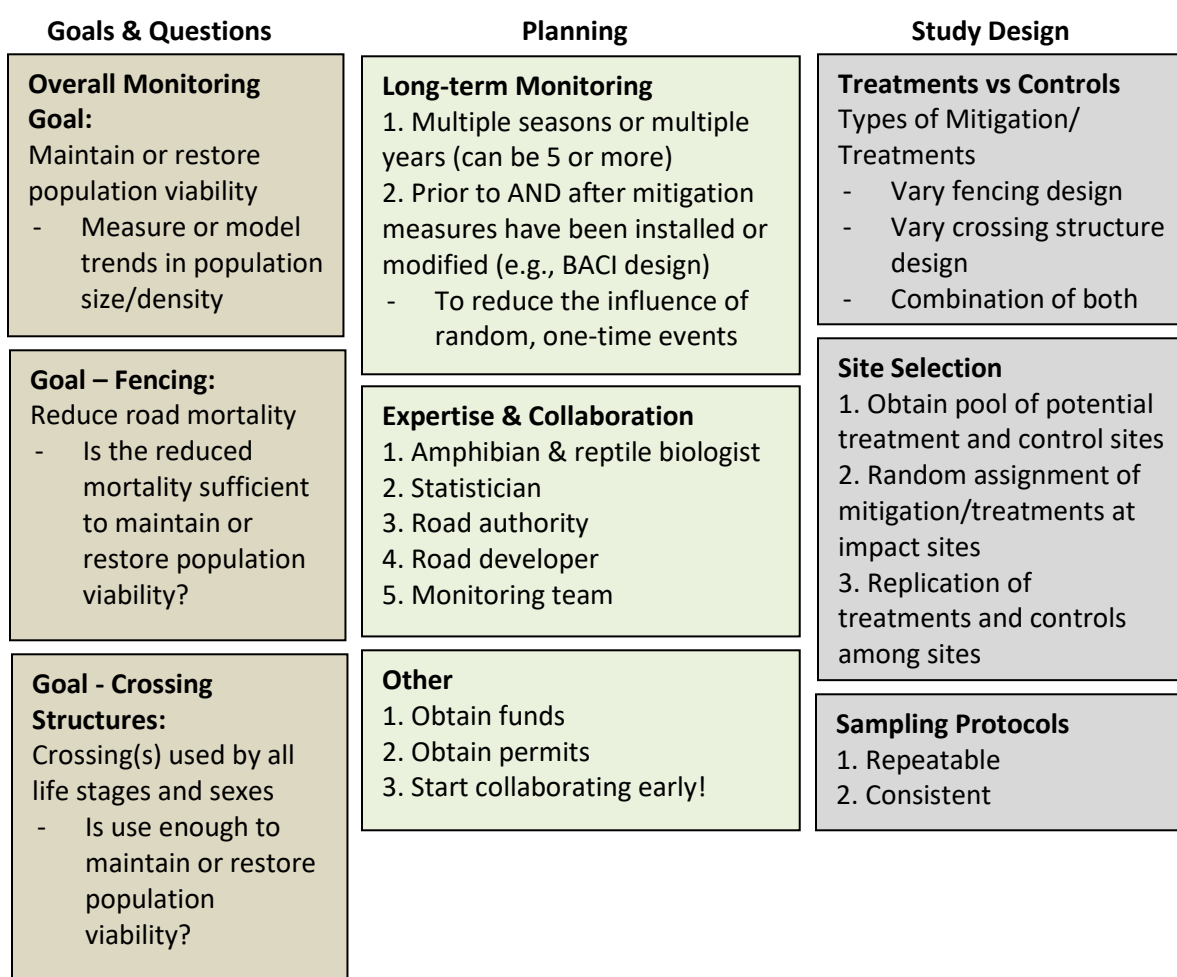 Goals & Questions
Overall Monitoring
Goal:
Maintain or restore
population viability
- Measure or model
trends in population
size/density
Goal – Fencing:
Reduce road mortality
- Is the reduced
mortality sufficient
to maintain or
restore population
viability?
Goal - Crossing
Structures:
Crossing(s) used by all
life stages and sexes
- Is use enough to
maintain or restore
population
viability?
Planning
Long-term Monitoring
1. Multiple seasons or multiple
years (can be 5 or more)
2. Prior to AND after mitigation
measures have been installed or
modified (e.g., BACI design)
- To reduce the influence of
random, one-time events
Expertise & Collaboration
1. Amphibian & reptile biologist
2. Statistician
3. Road authority
4. Road developer
5. Monitoring team
Other
1. Obtain funds
2. Obtain permits
3. Start collaborating early!
Study Design
Treatments vs Controls
Types of Mitigation/
Treatments
- Vary fencing design
- Vary crossing structure
design
- Combination of both
Site Selection
1. Obtain pool of potential
treatment and control sites
2. Random assignment of
mitigation/treatments at
impact sites
3. Replication of
treatments and controls
among sites
Sampling Protocols
1. Repeatable
2. Consistent